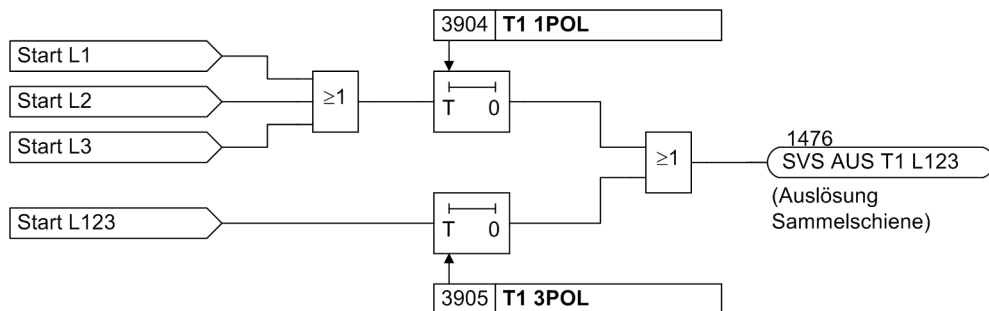 3904 T1 1POL
Start L1
Start L2
Start L3
≥1
T 0
≥1
1476
SVS AUS T1 L123
(Auslösung
Sammelschiene)
Start L123
T 0
3905 T1 3POL